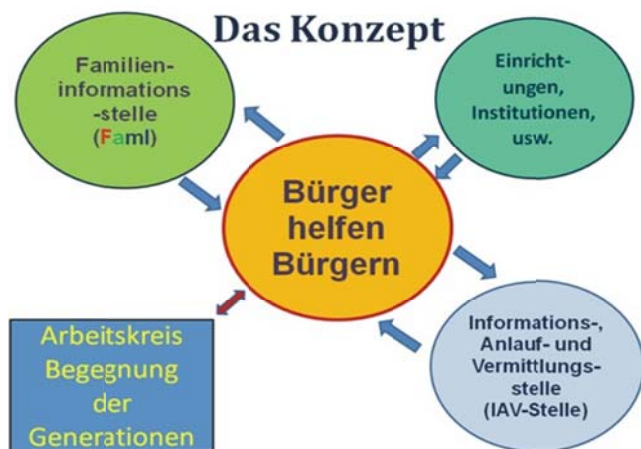 Das Konzept
Familien-
informations
-stelle
(FamI)
Einricht-
ungen,
Institutionen,
usw.
Bürger
helfen
Bürgern
Arbeitskreis
Begegnung
der
Generationen
Informations-,
Anlauf- und
Vermittlungs-
stelle
(IAV-Stelle)